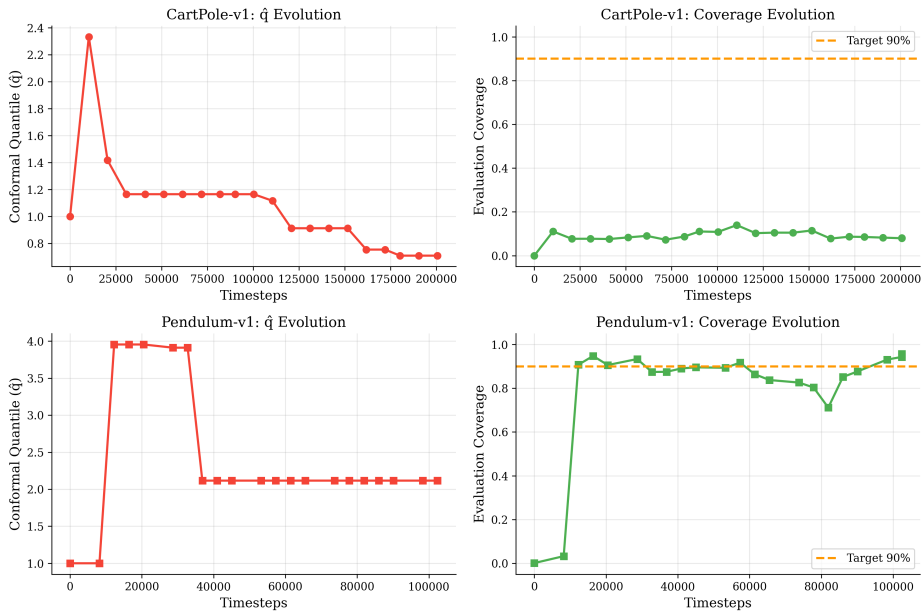 CartPole-v1: q̂ Evolution
Conformal Quantile (q̂)
2.4
2.2
2.0
1.8
1.6
1.4
1.2
1.0
0.8
0 25000 50000 75000 100000 125000 150000 175000 200000
Timesteps
CartPole-v1: Coverage Evolution
Evaluation Coverage
1.0
0.8
0.6
0.4
0.2
0.0
Target 90%
0 25000 50000 75000 100000 125000 150000 175000 200000
Timesteps
Pendulum-v1: q̂ Evolution
Conformal Quantile (q̂)
4.0
3.5
3.0
2.5
2.0
1.5
1.0
0 20000 40000 60000 80000 100000
Timesteps
Pendulum-v1: Coverage Evolution
Evaluation Coverage
1.0
0.8
0.6
0.4
0.2
0.0
Target 90%
0 20000 40000 60000 80000 100000
Timesteps